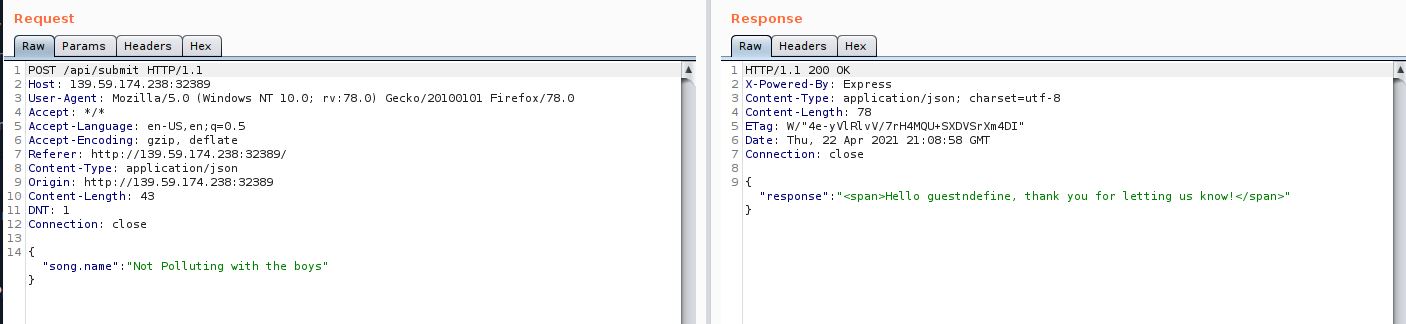 Request
Raw Params Headers Hex
1 POST /api/submit HTTP/1.1
2 Host: 139.59.174.238:32389
3 User-Agent: Mozilla/5.0 (Windows NT 10.0; rv:78.0) Gecko/20100101 Firefox/78.0
4 Accept: */*
5 Accept-Language: en-US,en;q=0.5
6 Accept-Encoding: gzip, deflate
7 Referer: http://139.59.174.238:32389/
8 Content-Type: application/json
9 Origin: http://139.59.174.238:32389
10 Content-Length: 43
11 DNT: 1
12 Connection: close
13
14 {
"song.name":"Not Polluting with the boys"
}
Response
Raw Headers Hex
1 HTTP/1.1 200 OK
2 X-Powered-By: Express
3 Content-Type: application/json; charset=utf-8
4 Content-Length: 78
5 ETag: W/"4e-yVlRlvV/7rH4MQU+SXDVSrXm4DI"
6 Date: Thu, 22 Apr 2021 21:08:58 GMT
7 Connection: close
8
9 {
"response":"<span>Hello guestndefine, thank you for letting us know!</span>"
}